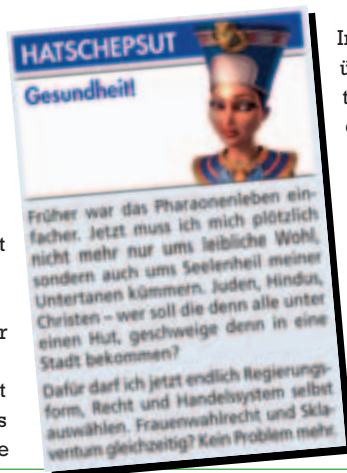 HATSCHEPSUT
Gesundheit!
Früher war das Pharaonenleben ein-
facher. Jetzt muss ich mich plötzlich
nicht mehr nur ums leibliche Wohl,
sondern auch ums Seelenheil meiner
Untertanen kümmern. Juden, Hindus,
Christen – wer soll die denn alle unter
einen Hut, geschweige denn in eine
Stadt bekommen?
Dafür darf ich jetzt endlich Regierungs-
form, Recht und Handelssystem selbst
auswählen. Frauenwahlrecht und Skla-
ventum gleichzeitig? Kein Problem mehr.